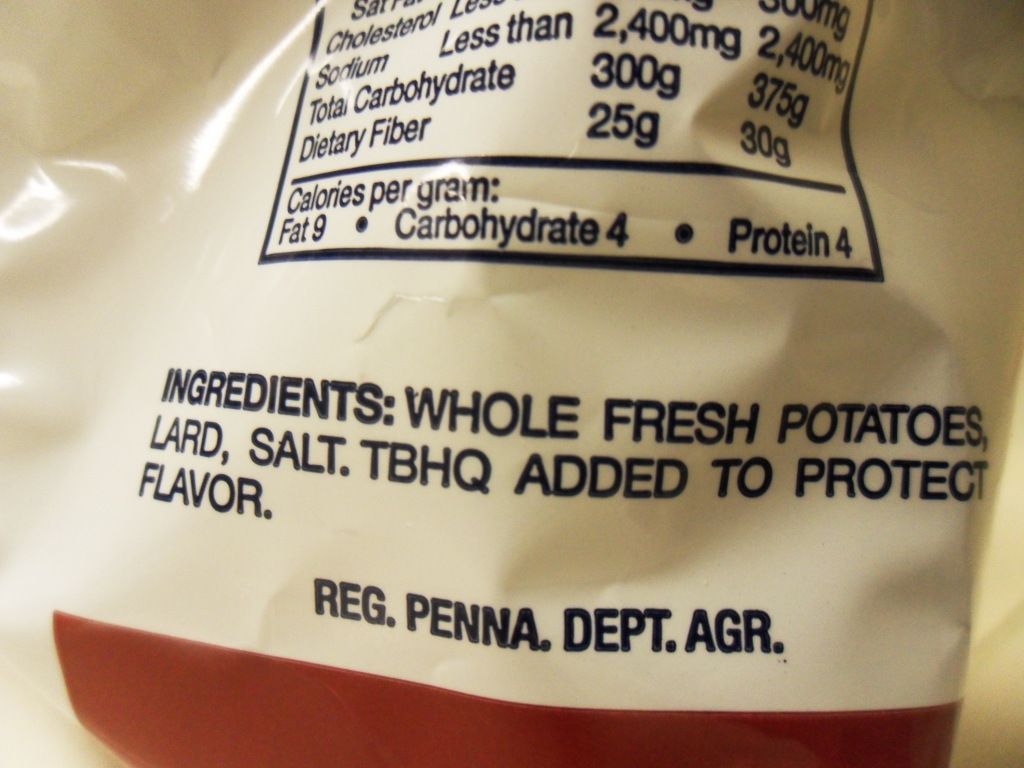 Cholesterol Less
300mg
Sodium Less than 2,400mg 2,400mg
Total Carbohydrate 300g 375g
Dietary Fiber 25g 30g
Calories per gram:
Fat 9 • Carbohydrate 4 • Protein 4
INGREDIENTS: WHOLE FRESH POTATOES,
LARD, SALT. TBHQ ADDED TO PROTECT
FLAVOR.
REG. PENNA. DEPT. AGR.